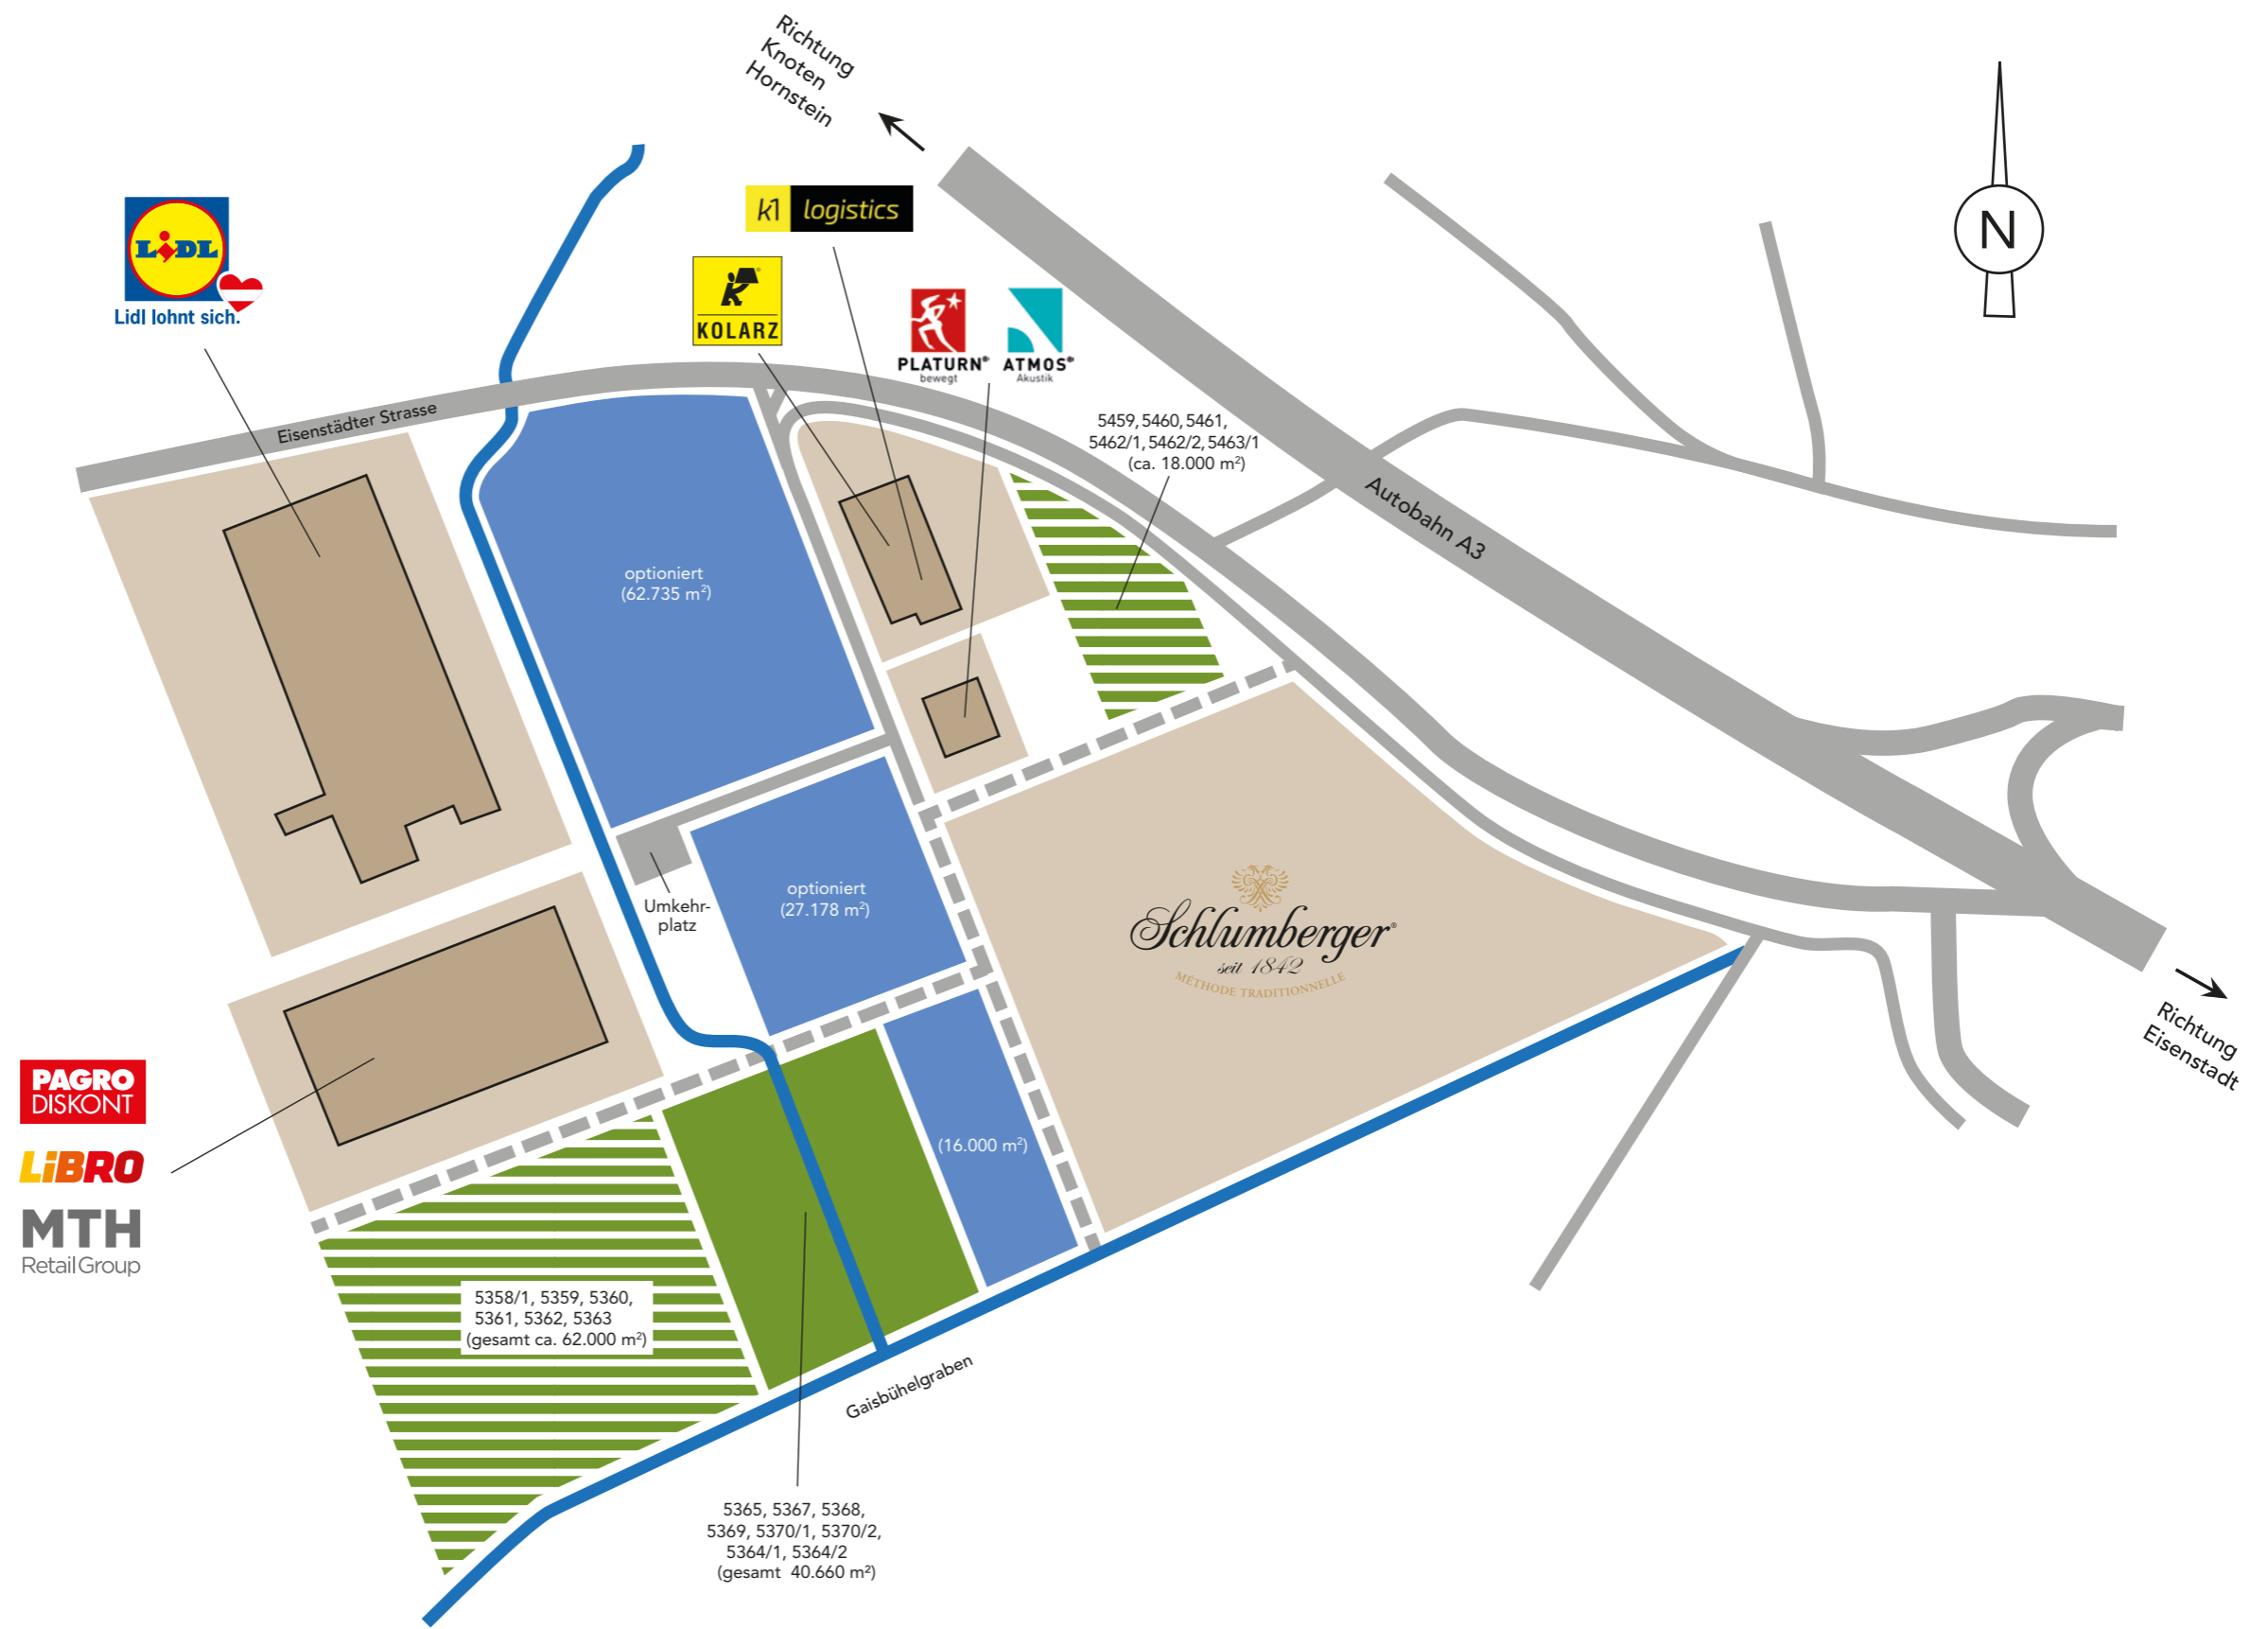 Richtung
Knoten
Hornstein
N
k1 logistics
LiDL
Lidl lohnt sich.
KOLARZ
PLATURN®
bewegt
ATMOS®
Akustik
Eisenstädter Strasse
5459, 5460, 5461,
5462/1, 5462/2, 5463/1
(ca. 18.000 m²)
Autobahn A3
optioniert
(62.735 m²)
optioniert
(27.178 m²)
Umkehr-
platz
Schlumberger®
seit 1842
MÉTHODE TRADITIONNELLE
Richtung
Eisenstadt
PAGRO
DISKONT
LiBRO
MTH
RetailGroup
(16.000 m²)
5358/1, 5359, 5360,
5361, 5362, 5363
(gesamt ca. 62.000 m²)
Gaisbühelgraben
5365, 5367, 5368,
5369, 5370/1, 5370/2,
5364/1, 5364/2
(gesamt 40.660 m²)